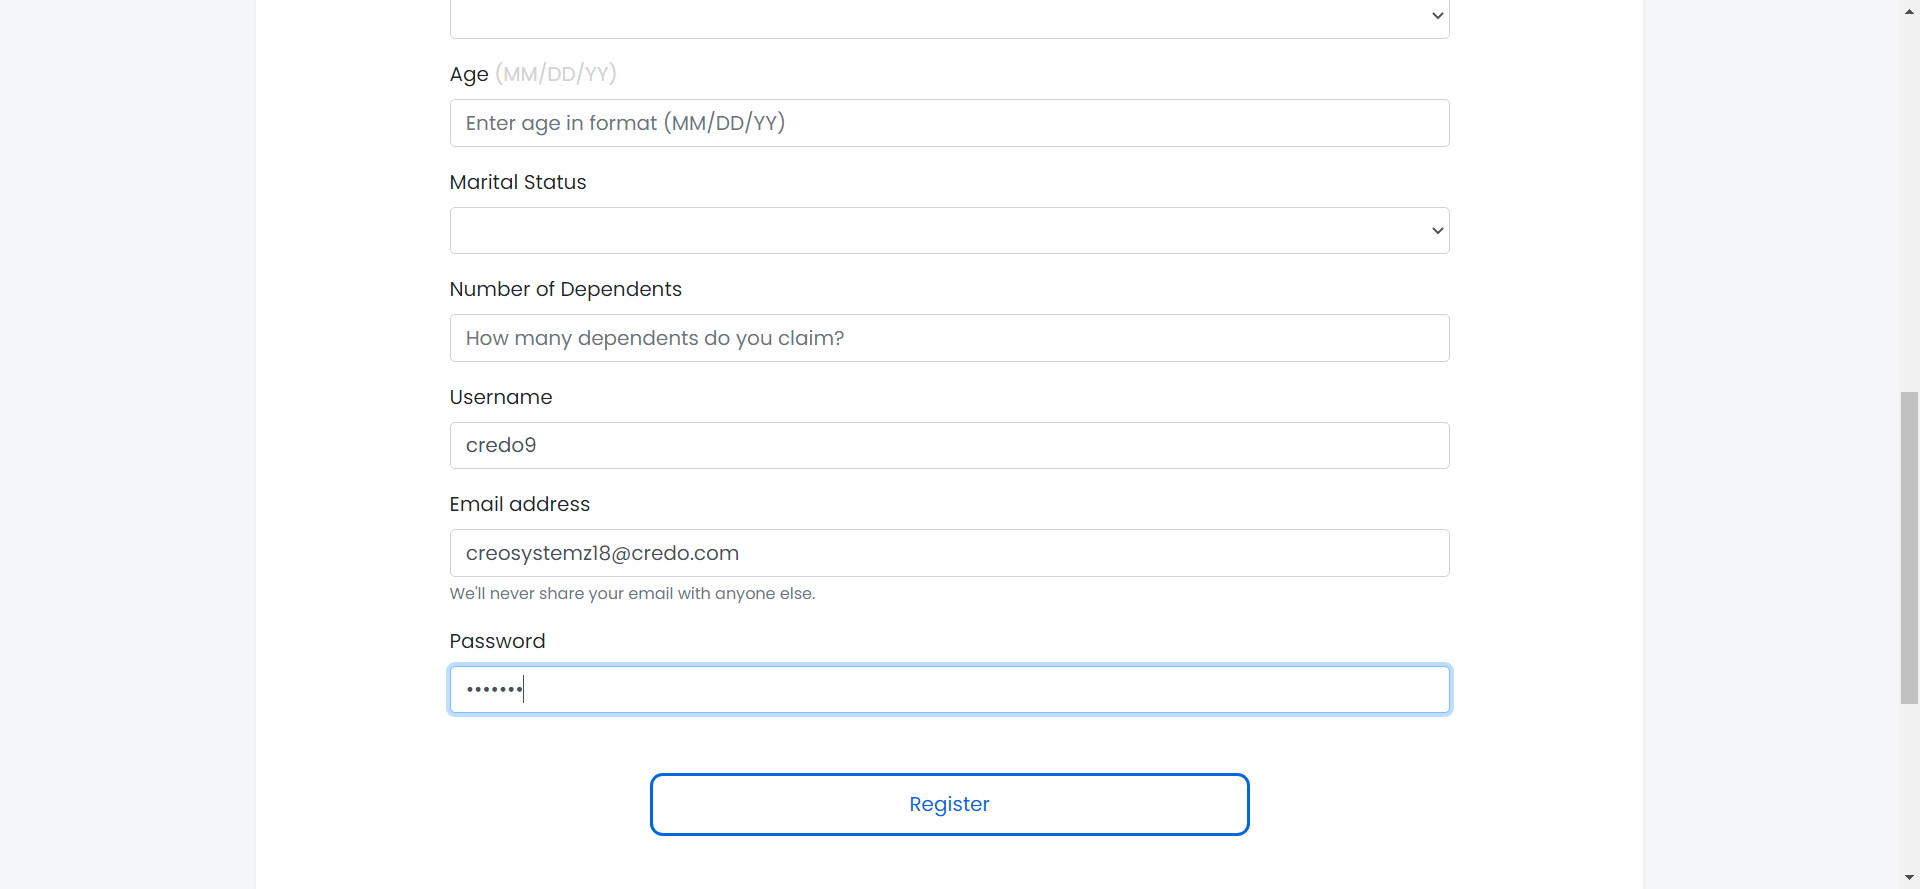 Age (MM/DD/YY)
Enter age in format (MM/DD/YY)
Marital Status
Number of Dependents
How many dependents do you claim?
Username
credo9
Email address
creosystemz18@credo.com
We'll never share your email with anyone else.
Password
•••••••
Register